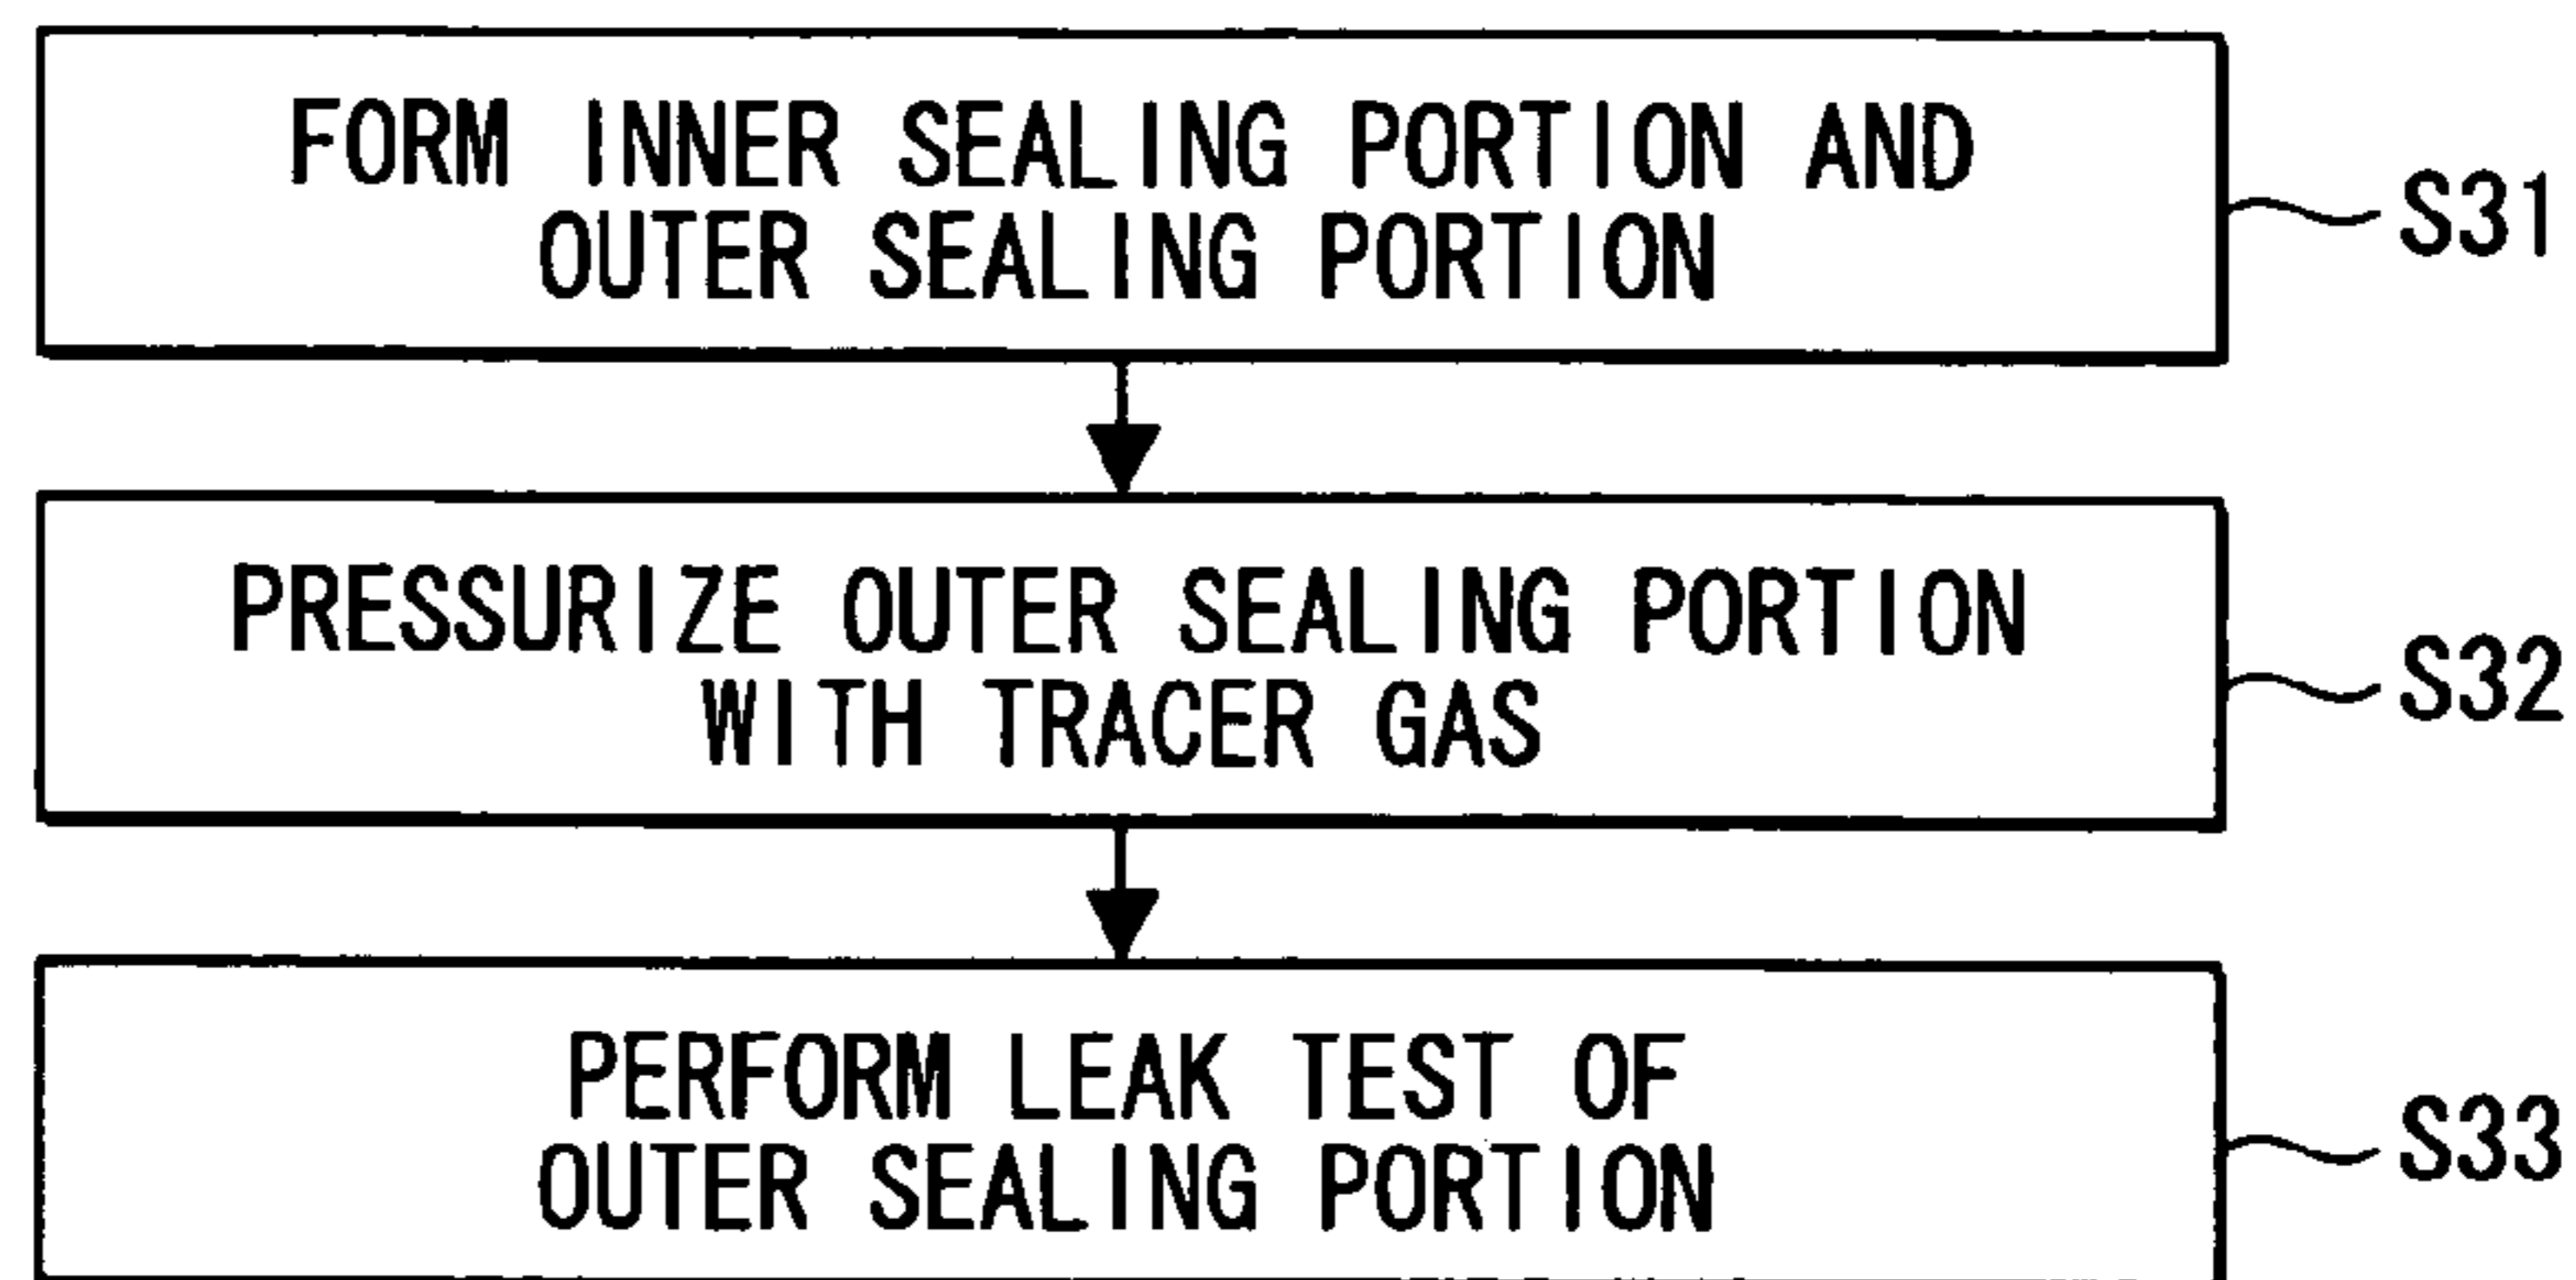 FORM INNER SEALING PORTION AND
OUTER SEALING PORTION
S31
PRESSURIZE OUTER SEALING PORTION
WITH TRACER GAS
S32
PERFORM LEAK TEST OF
OUTER SEALING PORTION
S33